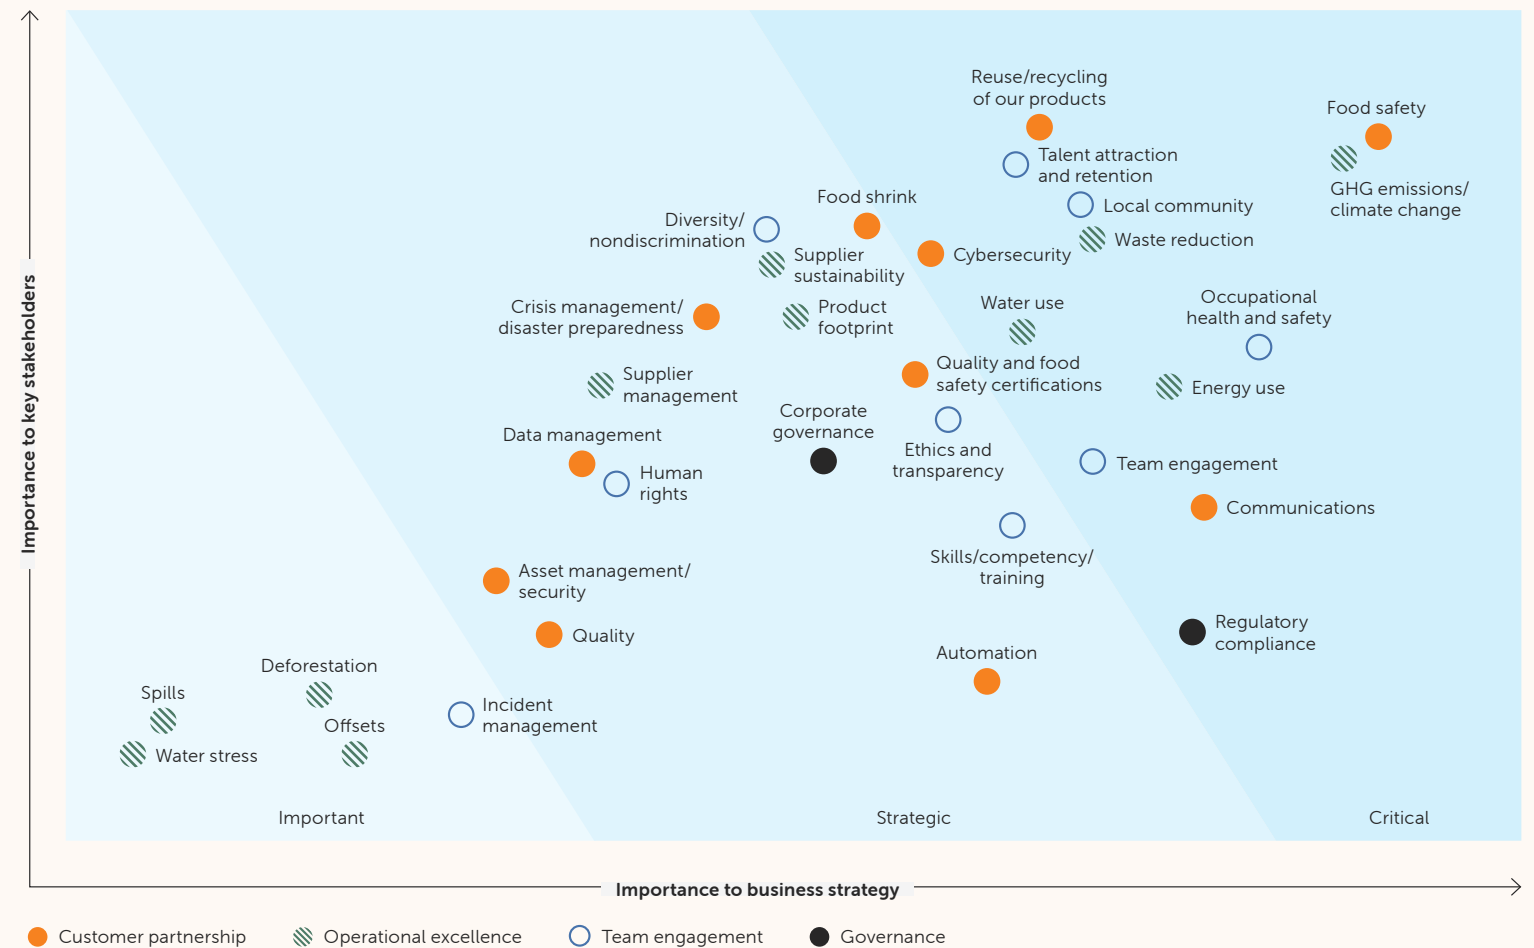 Importance to key stakeholders
Reuse/recycling
of our products
Food safety
Talent attraction
and retention
GHG emissions/
climate change
Food shrink
Local community
Diversity/
nondiscrimination
Waste reduction
Supplier
sustainability
Cybersecurity
Crisis management/
disaster preparedness
Product
footprint
Water use
Occupational
health and safety
Supplier
management
Quality and food
safety certifications
Energy use
Corporate
governance
Data management
Ethics and
transparency
Human
rights
Team engagement
Communications
Skills/competency/
training
Asset management/
security
Quality
Regulatory
compliance
Automation
Deforestation
Spills
Incident
management
Offsets
Water stress
Important
Strategic
Critical
Importance to business strategy
Customer partnership
Operational excellence
Team engagement
Governance